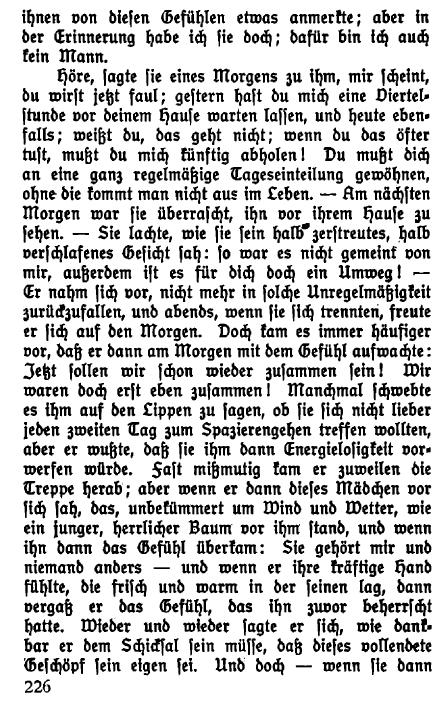 ihnen von diesen Gefühlen etwas anmerkte; aber in
der Erinnerung habe ich sie doch; dafür bin ich auch
kein Mann.
Höre, sagte sie eines Morgens zu ihm, mir scheint,
du wirst jetzt faul; gestern hast du mich eine Viertel-
stunde vor deinem Hause warten lassen, und heute eben-
falls; weißt du, das geht nicht; wenn du das öfter
tust, mußt du mich künftig abholen! Du mußt dich
an eine ganz regelmäßige Tageseinteilung gewöhnen,
ohne die kommt man nicht aus im Leben. — Am nächsten
Morgen war sie überrascht, ihn vor ihrem Hause zu
sehen. — Sie lachte, wie sie sein halb zerstreutes, halb
verschlafenes Gesicht sah: so war es nicht gemeint von
mir, außerdem ist es für dich doch ein Umweg! —
Er nahm sich vor, nicht mehr in solche Unregelmäßigkeit
zurückzufallen, und abends, wenn sie sich trennten, freute
er sich auf den Morgen. Doch kam es immer häufiger
vor, daß er dann am Morgen mit dem Gefühl aufwachte:
Jetzt sollen wir schon wieder zusammen sein! Wir
waren doch erst eben zusammen! Manchmal schwebte
es ihm auf den Lippen zu sagen, ob sie sich nicht lieber
jeden zweiten Tag zum Spazierengehen treffen wollten,
aber er wußte, daß sie ihm dann Energielosigkeit vor-
werfen würde. Fast mißmutig kam er zuweilen die
Treppe herab; aber wenn er dann dieses Mädchen vor
sich sah, das, unbekümmert um Wind und Wetter, wie
ein junger, herrlicher Baum vor ihm stand, und wenn
ihn dann das Gefühl überkam: Sie gehört mir und
niemand anders — und wenn er ihre kräftige Hand
fühlte, die frisch und warm in der seinen lag, dann
vergaß er das Gefühl, das ihn zuvor beherrscht
hatte. Wieder und wieder sagte er sich, wie dank-
bar er dem Schicksal sein müsse, daß dieses vollendete
Geschöpf sein eigen sei. Und doch — wenn sie dann
226